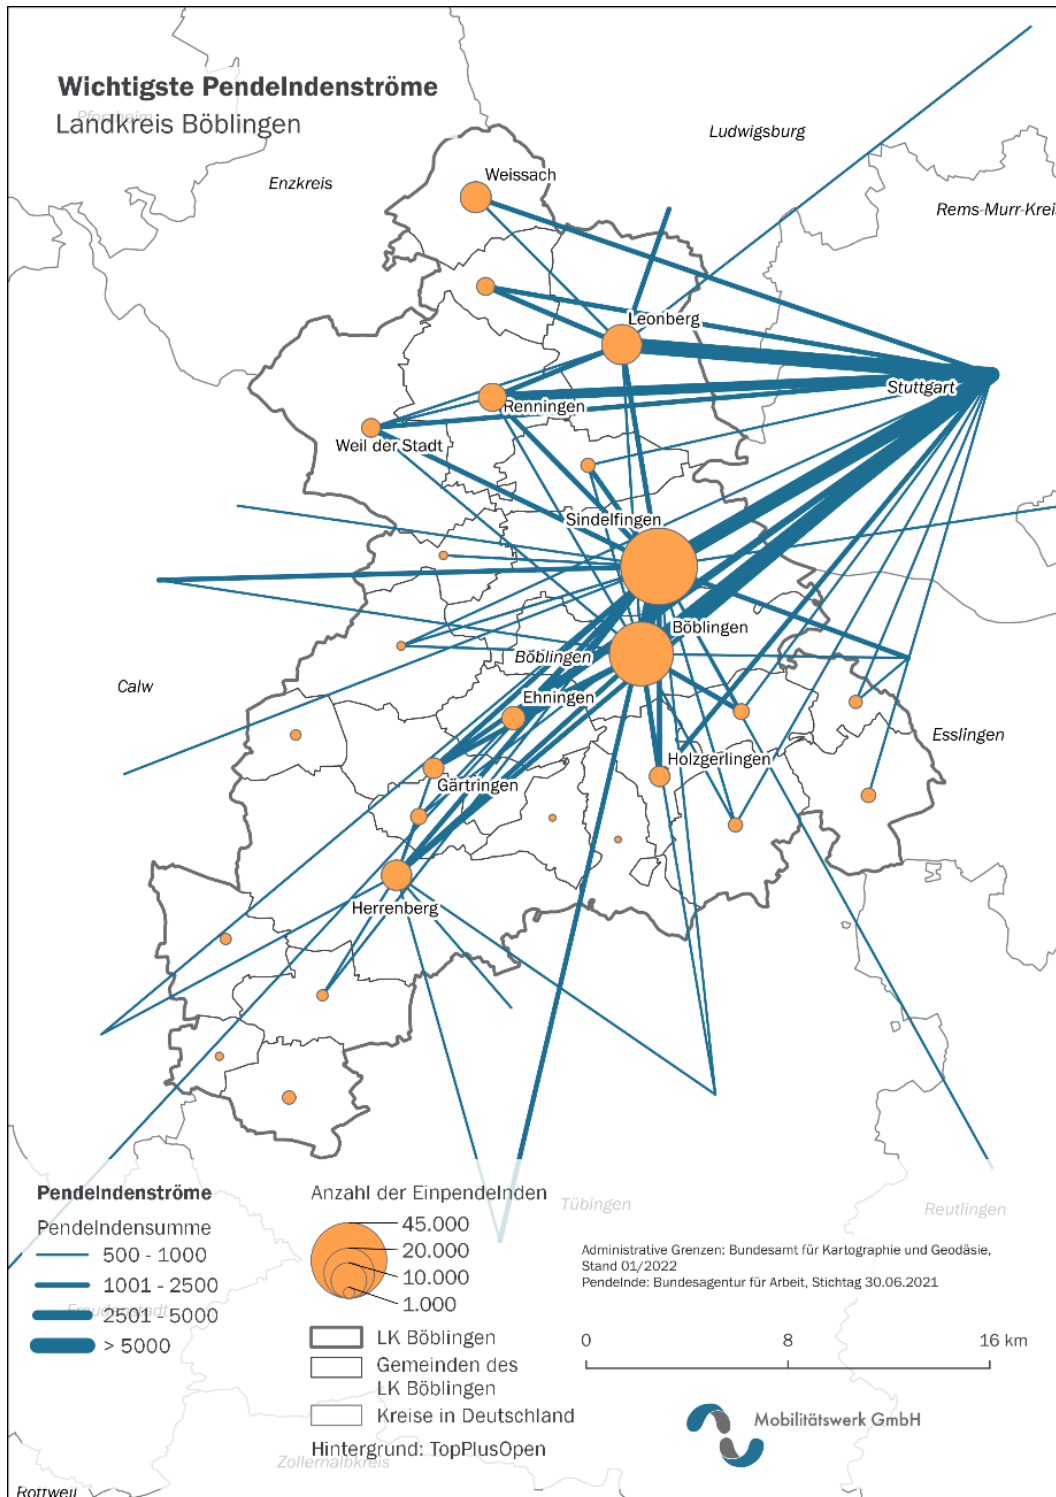 Wichtigste Pendelndenströme
Pforzheim
Landkreis Böblingen
Ludwigsburg
Weissach
Enzkreis
Rems-Murr-Kreis
Leonberg
Stuttgart
Renningen
Weil der Stadt
Sindelfingen
Böblingen
Böblingen
Calw
Ehningen
Esslingen
Holzgerlingen
Gärtringen
Herrenberg
Pendelndenströme
Pendelndensumme
500 - 1000
1001 - 2500
Freudenstadt
2501 - 5000
> 5000
Anzahl der Einpendelnden
45.000
20.000
10.000
1.000
LK Böblingen
Gemeinden des
LK Böblingen
Kreise in Deutschland
Hintergrund: TopPlusOpen
Tübingen
Reutlingen
Administrative Grenzen: Bundesamt für Kartographie und Geodäsie,
Stand 01/2022
Pendelnde: Bundesagentur für Arbeit, Stichtag 30.06.2021
0 8 16 km
Mobilitätswerk GmbH
Zollernalbkreis
Rottweil